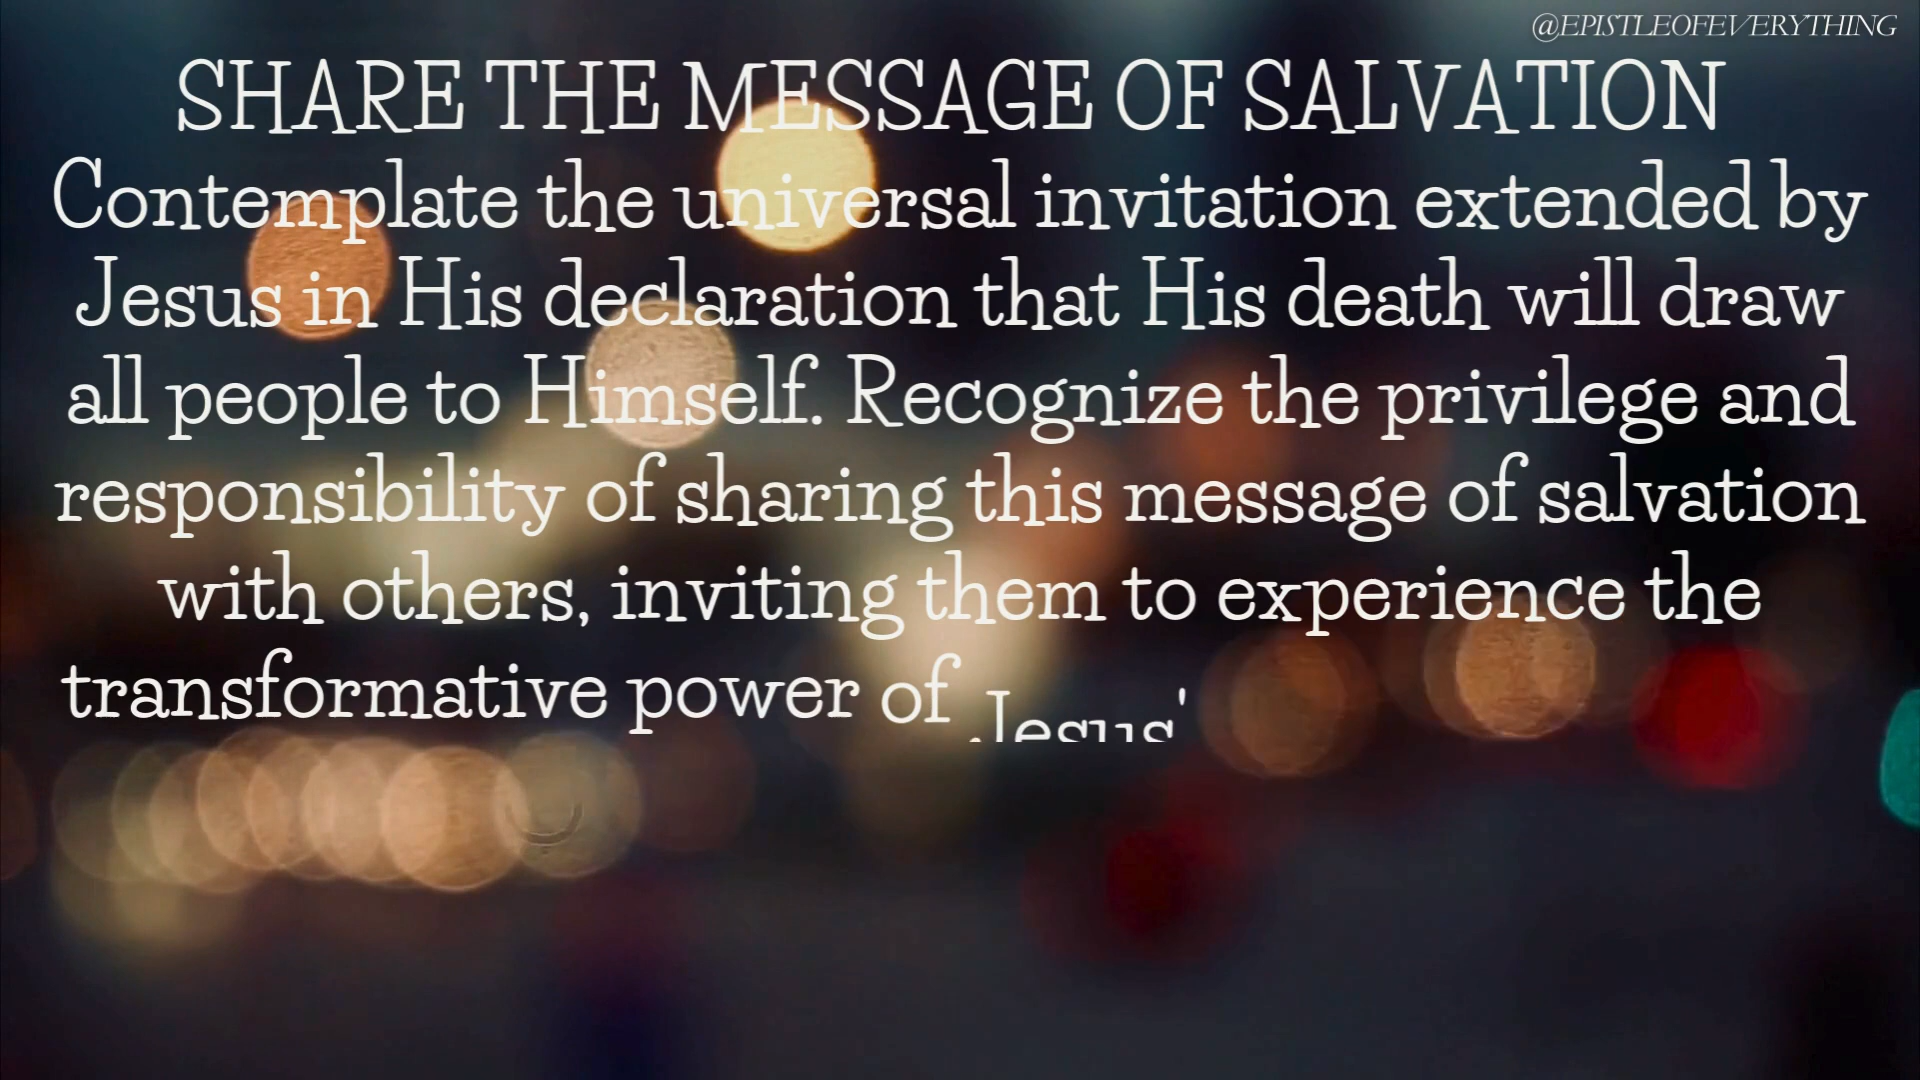 @EPISTLEOFEVERYTHING
SHARE THE MESSAGE OF SALVATION
Contemplate the universal invitation extended by
Jesus in His declaration that His death will draw
all people to Himself. Recognize the privilege and
responsibility of sharing this message of salvation
with others, inviting them to experience the
transformative power of Jesus'